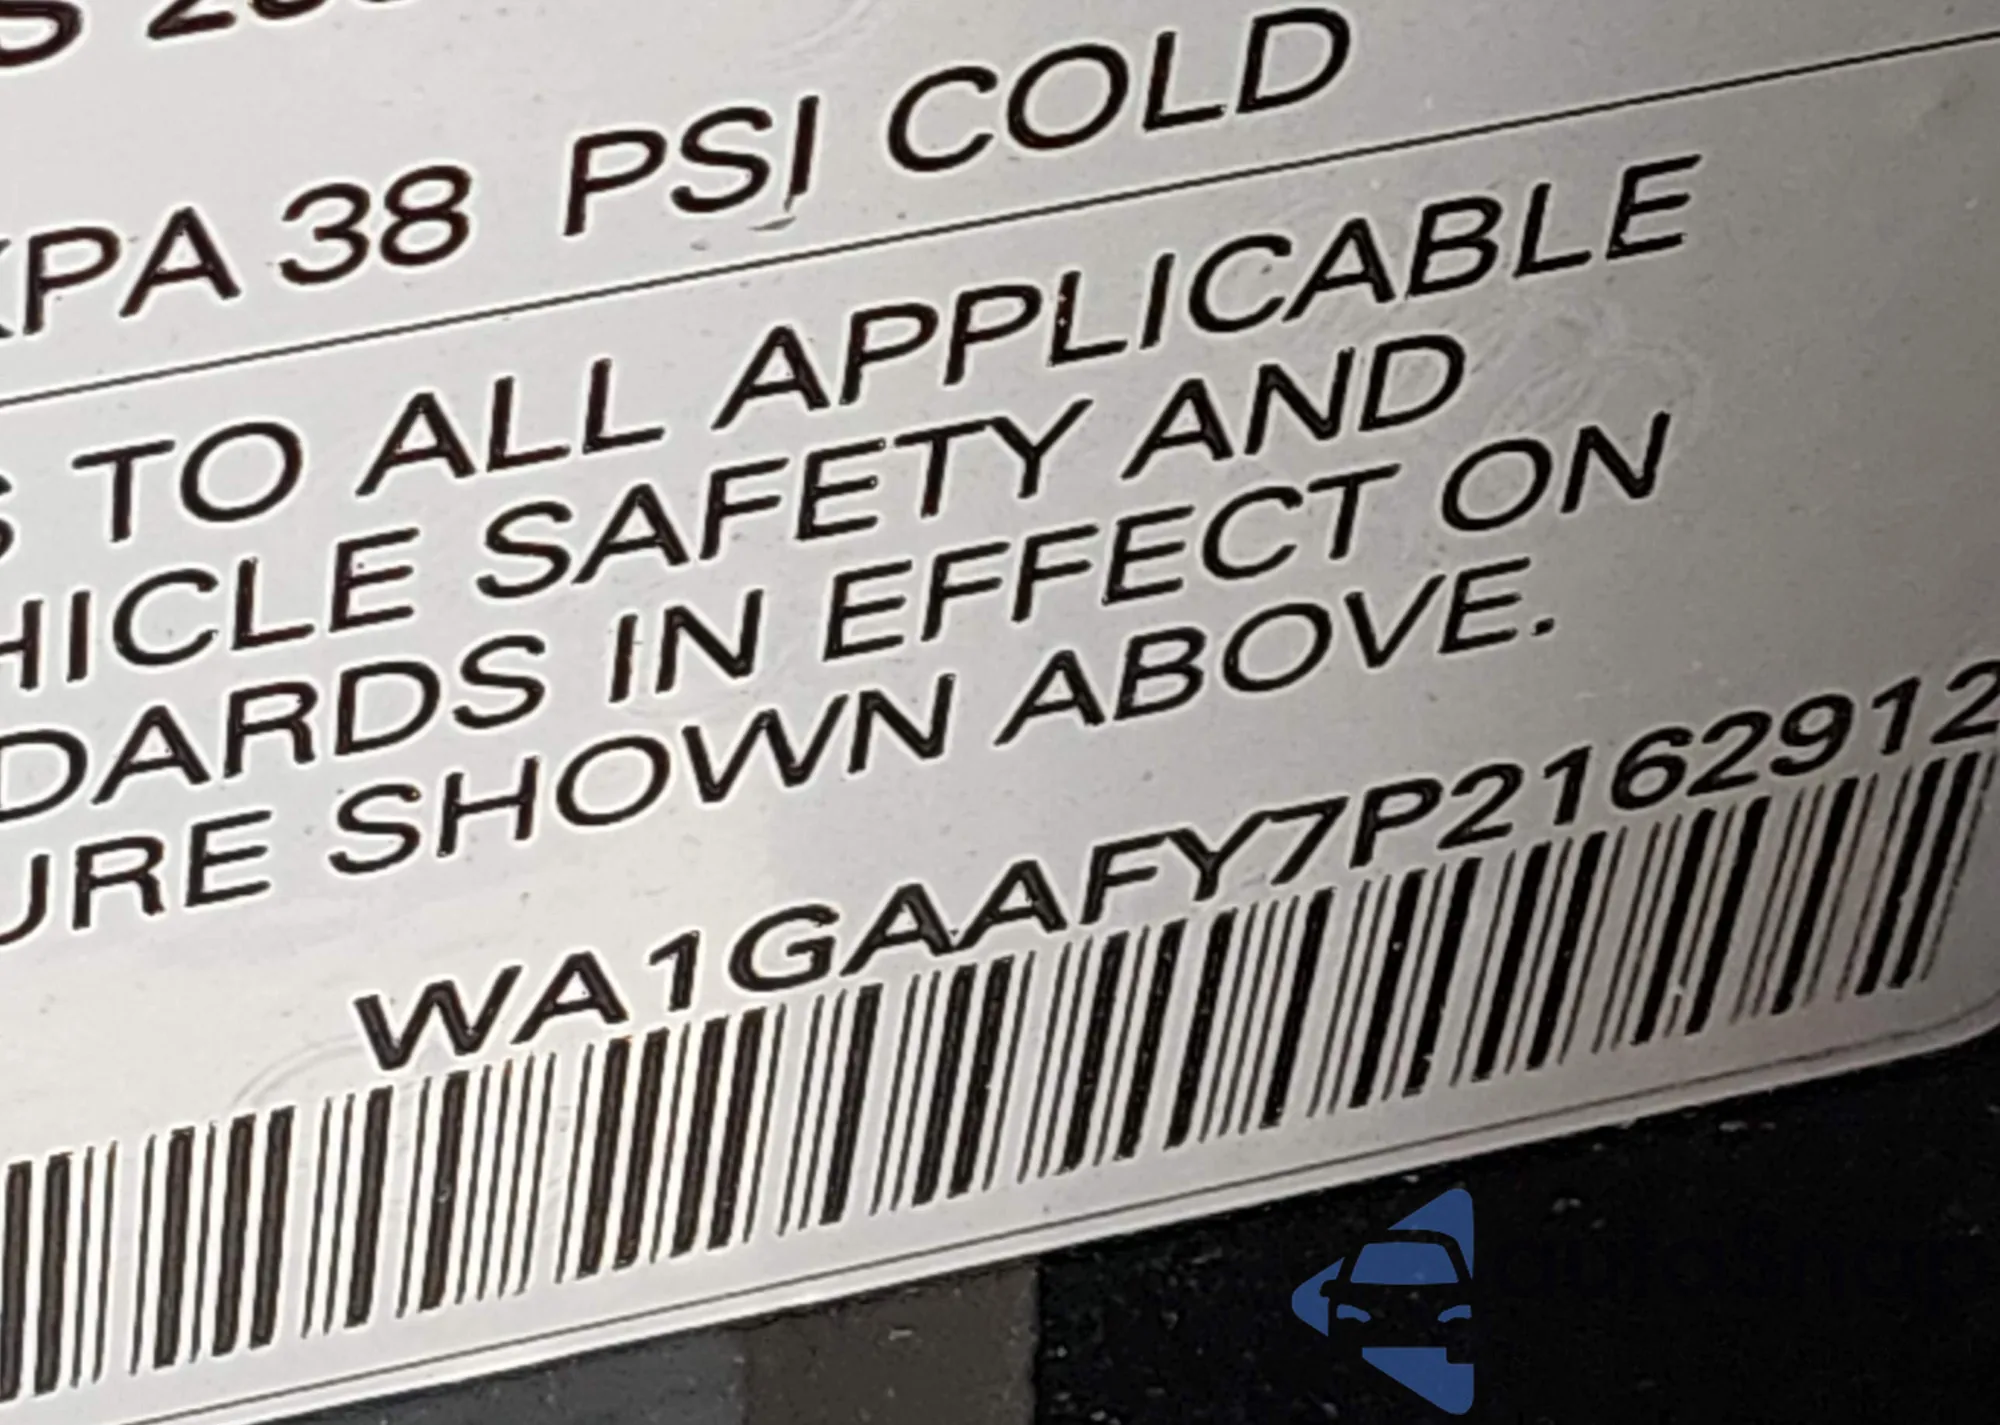 KPA 38 PSI COLD
S TO ALL APPLICABLE
HICLE SAFETY AND
DARDS IN EFFECT ON
URE SHOWN ABOVE.
WA1GAAFY7P2162912